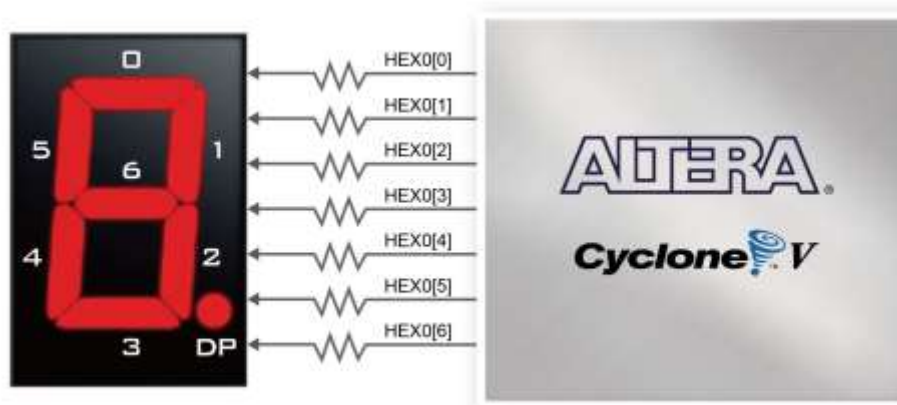 0
5
1
6
4
2
3
DP
HEX0[0]
HEX0[1]
HEX0[2]
HEX0[3]
HEX0[4]
HEX0[5]
HEX0[6]
ALTERA®
Cyclone™ V